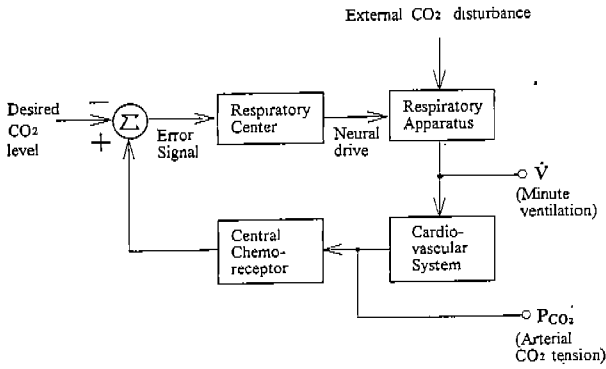 External CO2 disturbance
Desired
CO2
level
−
+
Σ
Error
Signal
Respiratory
Center
Neural
drive
Respiratory
Apparatus
V̇
(Minute
ventilation)
Central
Chemo-
receptor
Cardio-
vascular
System
PCO2
(Arterial
CO2 tension)